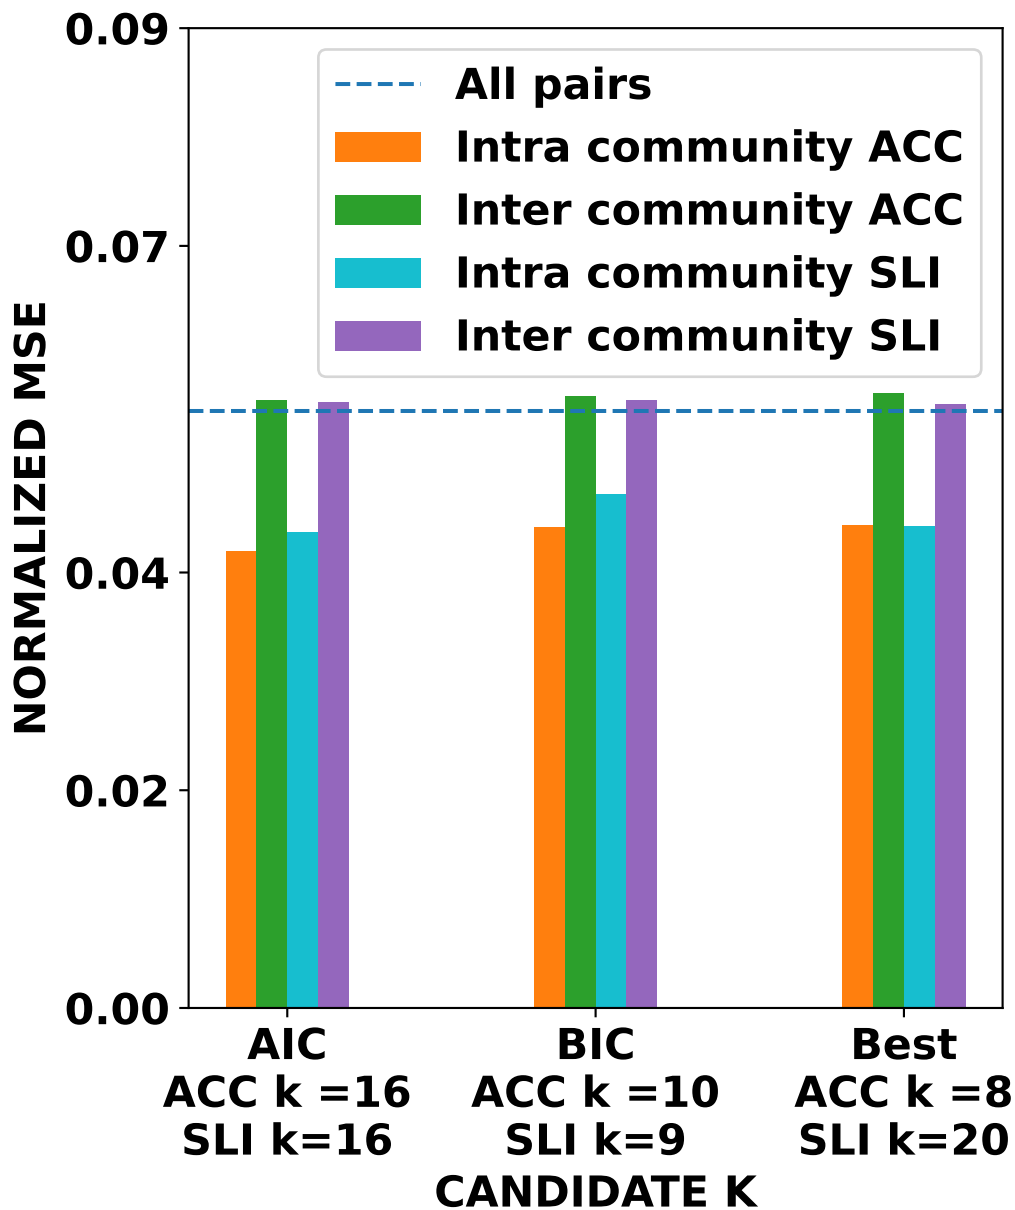 0.09
0.07
0.04
0.02
0.00
NORMALIZED MSE
All pairs
Intra community ACC
Inter community ACC
Intra community SLI
Inter community SLI
AIC
ACC k =16
SLI k=16
BIC
ACC k =10
SLI k=9
Best
ACC k =8
SLI k=20
CANDIDATE K